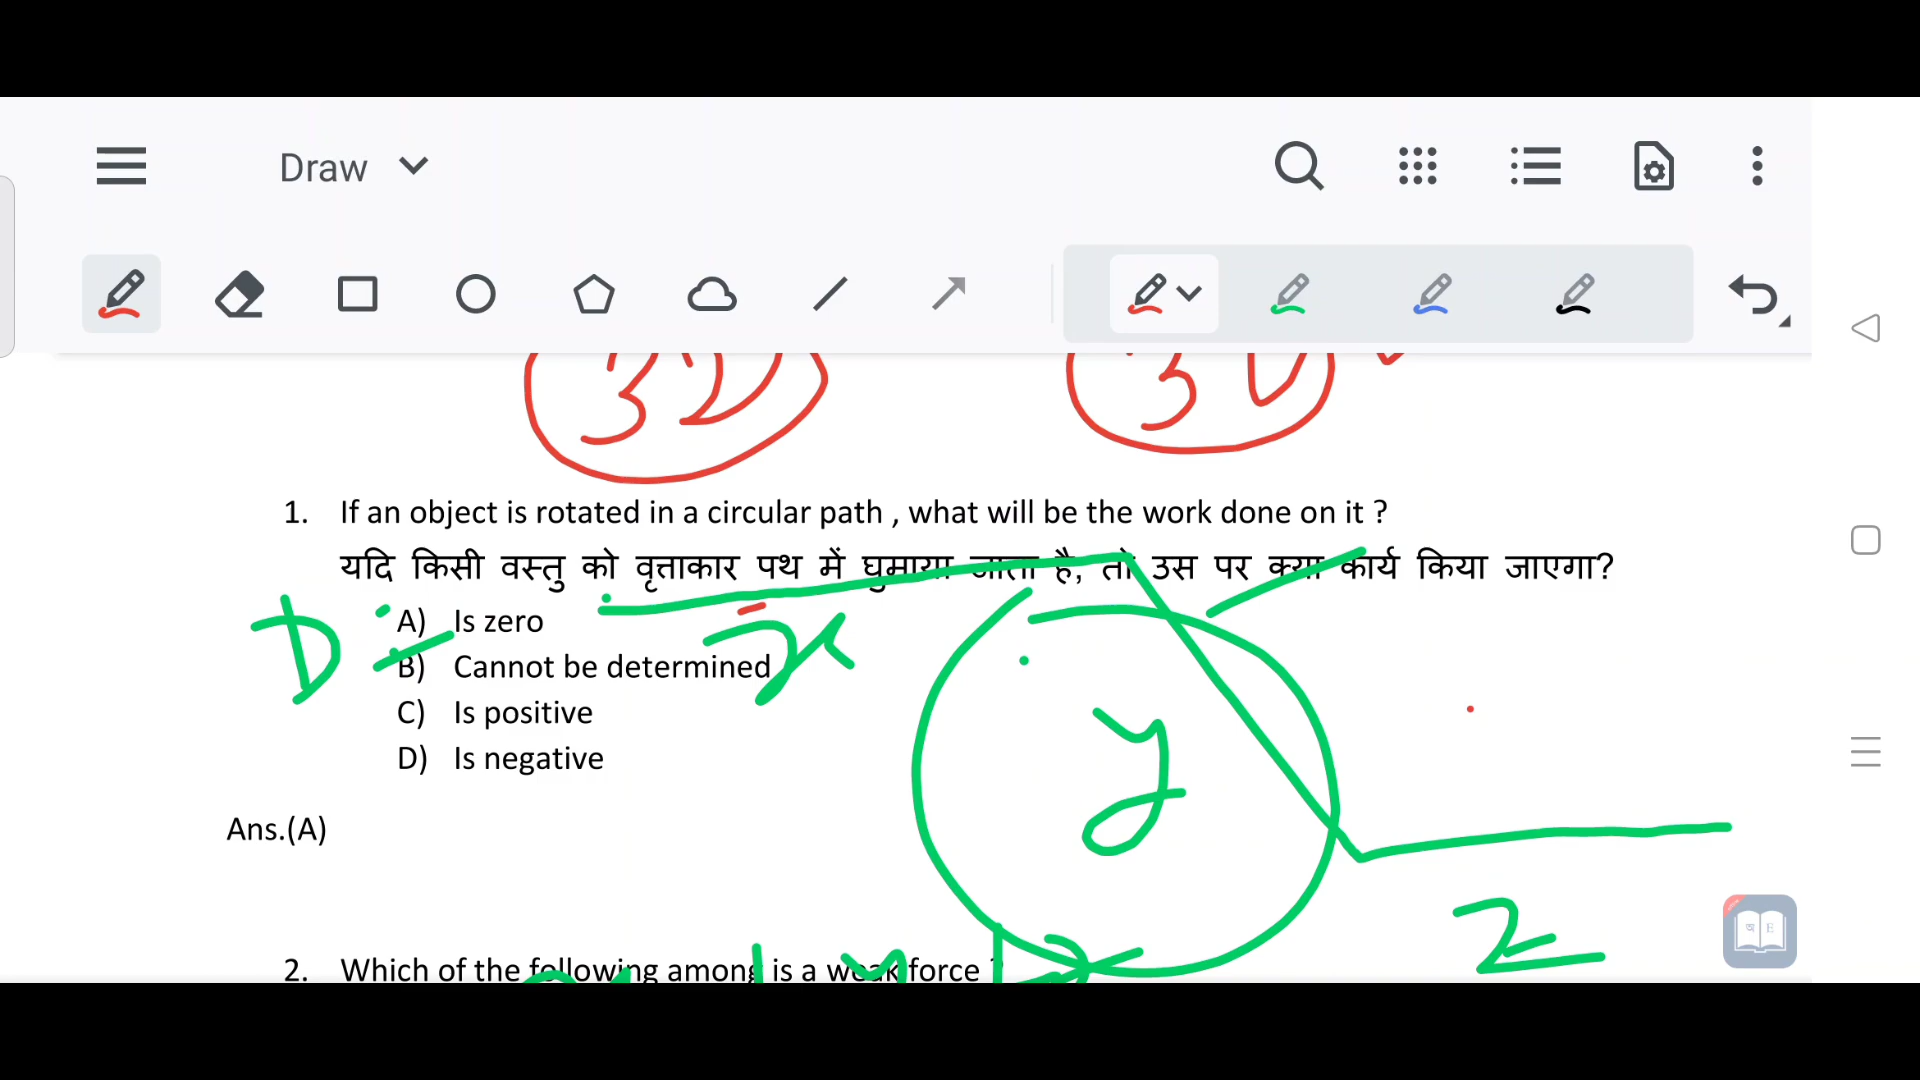 Draw
3D 3D
1. If an object is rotated in a circular path , what will be the work done on it ?
यदि किसी वस्तु को वृत्ताकार पथ में घुमाया जाता है, तो उस पर क्या कार्य किया जाएगा?
A) Is zero
B) Cannot be determined
C) Is positive
D) Is negative
D =
x
y
z
Ans.(A)
2. Which of the following among is a weak force ?
अ E